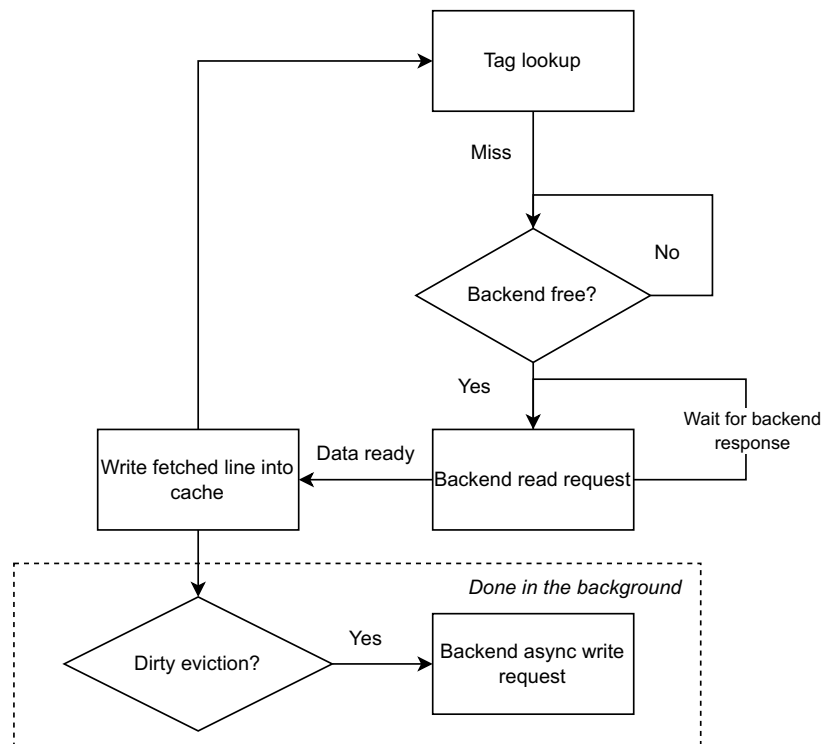 Tag lookup
Miss
No
Backend free?
Yes
Wait for backend
response
Data ready
Write fetched line into
cache
Backend read request
Done in the background
Yes
Dirty eviction?
Backend async write
request